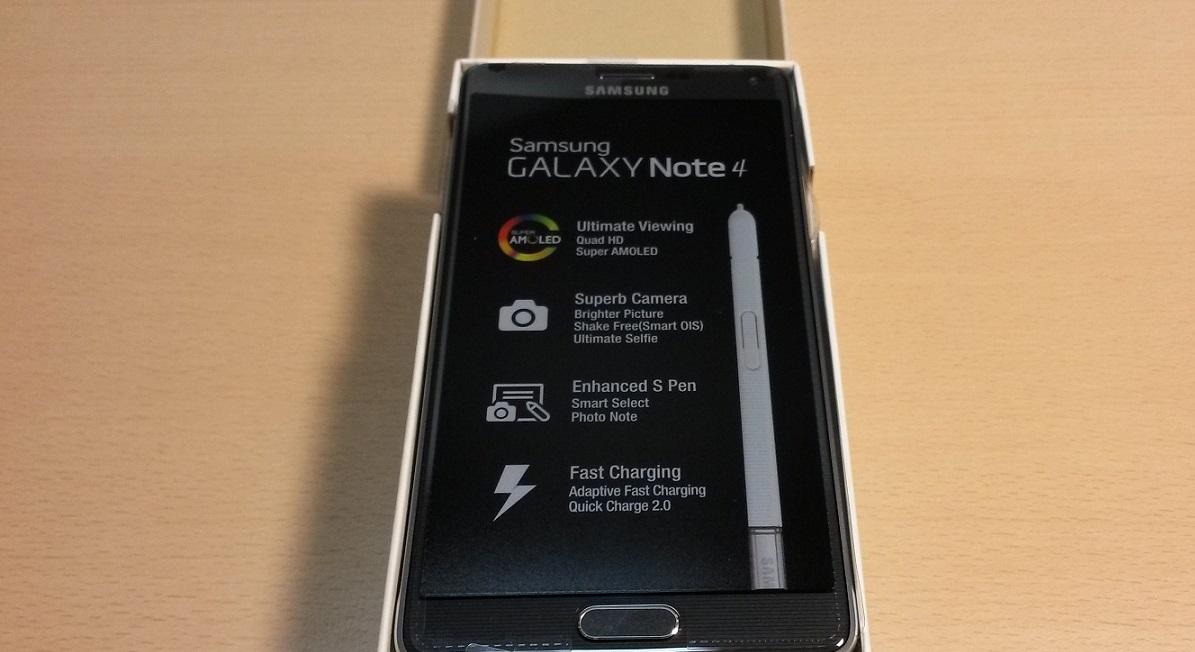 SAMSUNG
Samsung
GALAXY Note 4
SUPER
AMOLED
Ultimate Viewing
Quad HD
Super AMOLED
Superb Camera
Brighter Picture
Shake Free(Smart OIS)
Ultimate Selfie
Enhanced S Pen
Smart Select
Photo Note
Fast Charging
Adaptive Fast Charging
Quick Charge 2.0
SAM